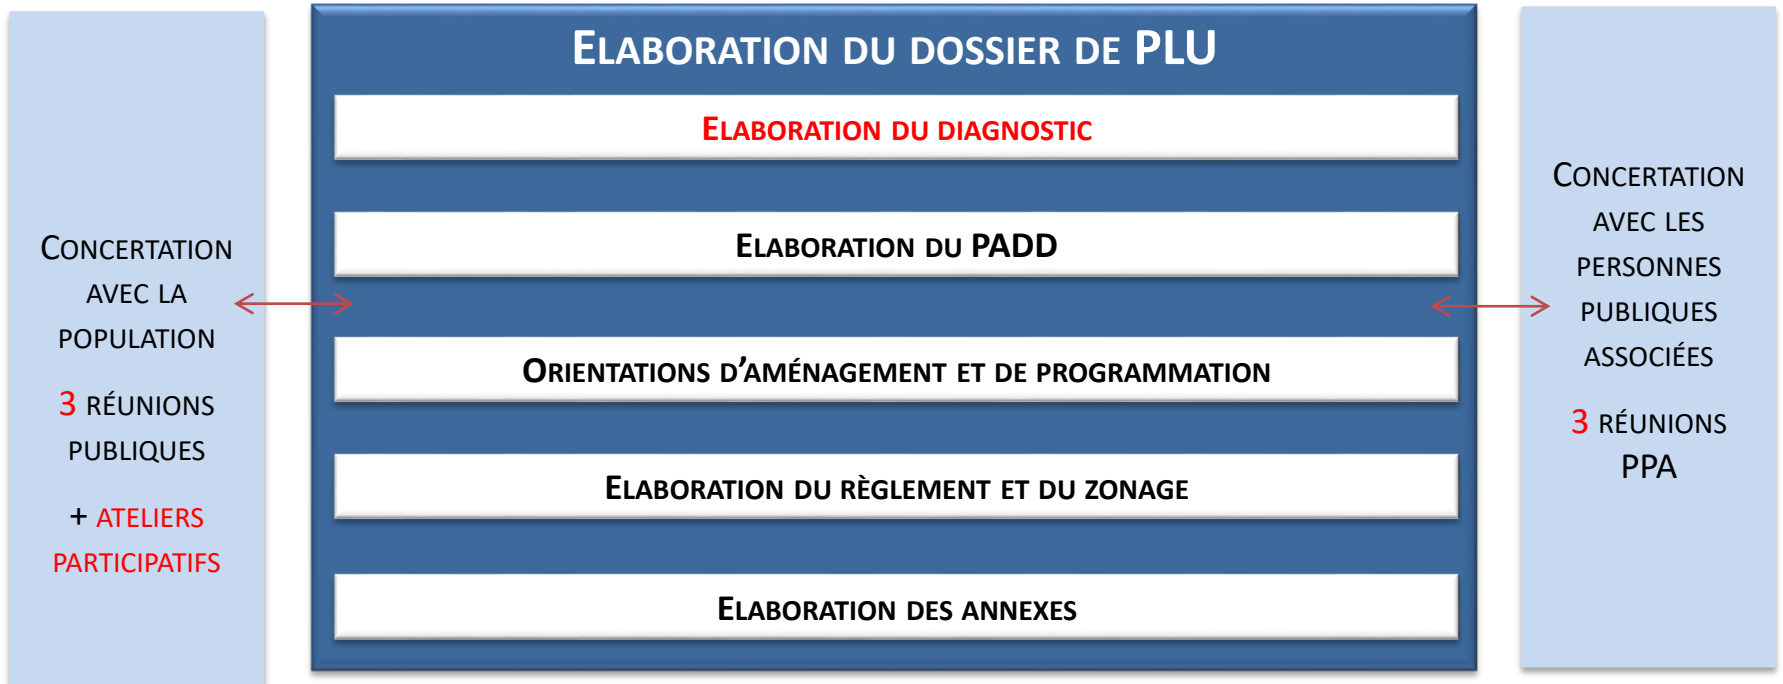 CONCERTATION
AVEC LA
POPULATION
3 RÉUNIONS
PUBLIQUES
+ ATELIERS
PARTICIPATIFS
ELABORATION DU DOSSIER DE PLU
ELABORATION DU DIAGNOSTIC
ELABORATION DU PADD
ORIENTATIONS D'AMÉNAGEMENT ET DE PROGRAMMATION
ELABORATION DU RÈGLEMENT ET DU ZONAGE
ELABORATION DES ANNEXES
CONCERTATION
AVEC LES
PERSONNES
PUBLIQUES
ASSOCIÉES
3 RÉUNIONS
PPA